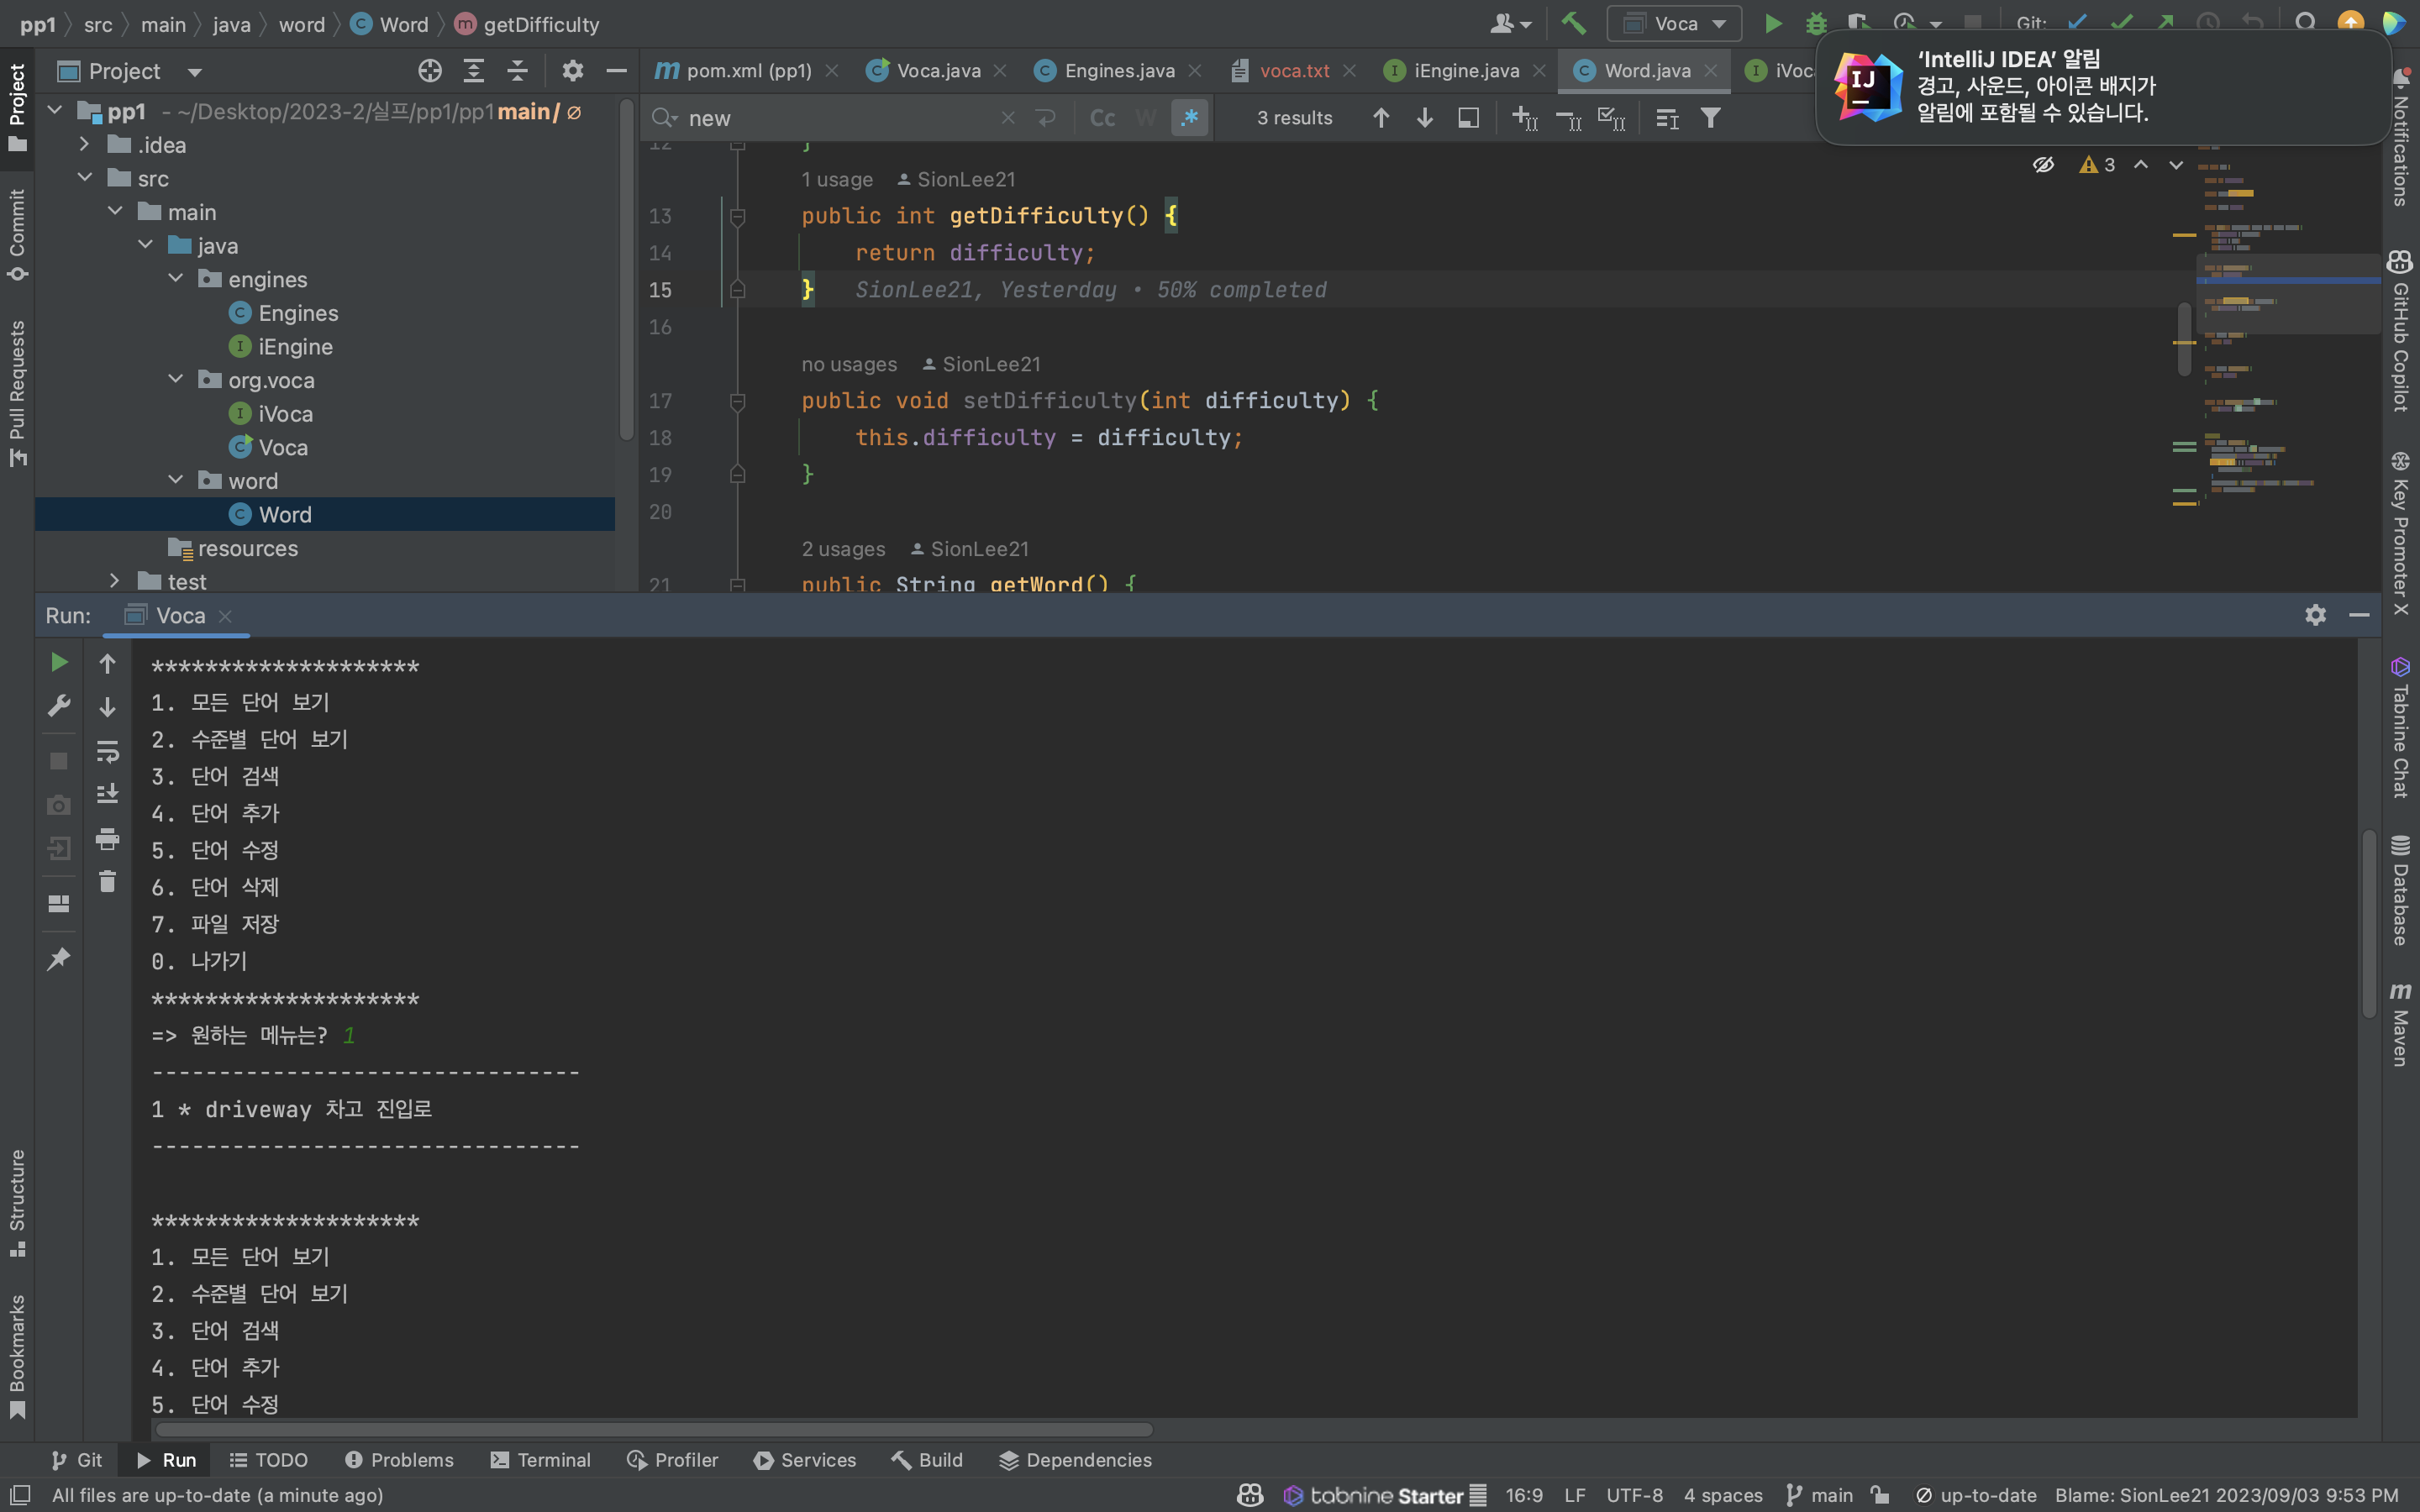 pp1 src main java word Word getDifficulty
Voca
Git:
'IntelliJ IDEA' 알림
경고, 사운드, 아이콘 배지가
알림에 포함될 수 있습니다.
Project
pom.xml (pp1)
Voca.java
Engines.java
voca.txt
iEngine.java
Word.java
new
Cc
W
.*
3 results
pp1 - ~/Desktop/2023-2/실프/pp1/pp1 main / ∅
.idea
src
main
java
engines
Engines
iEngine
org.voca
iVoca
Voca
word
Word
resources
test
12 }
1 usage SionLee21
13 public int getDifficulty() {
14 return difficulty;
15 } SionLee21, Yesterday • 50% completed
16
no usages SionLee21
17 public void setDifficulty(int difficulty) {
18 this.difficulty = difficulty;
19 }
20
2 usages SionLee21
21 public String getWord() {
3
Run: Voca
********************
1. 모든 단어 보기
2. 수준별 단어 보기
3. 단어 검색
4. 단어 추가
5. 단어 수정
6. 단어 삭제
7. 파일 저장
0. 나가기
********************
=> 원하는 메뉴는? 1
--------------------------------
1 * driveway 차고 진입로
--------------------------------
********************
1. 모든 단어 보기
2. 수준별 단어 보기
3. 단어 검색
4. 단어 추가
5. 단어 수정
Project
Commit
Pull Requests
Structure
Bookmarks
Notifications
GitHub Copilot
Key Promoter X
Tabnine Chat
Database
Maven
Git
Run
TODO
Problems
Terminal
Profiler
Services
Build
Dependencies
All files are up-to-date (a minute ago)
tabnine Starter
16:9
LF
UTF-8
4 spaces
main
up-to-date
Blame: SionLee21 2023/09/03 9:53 PM